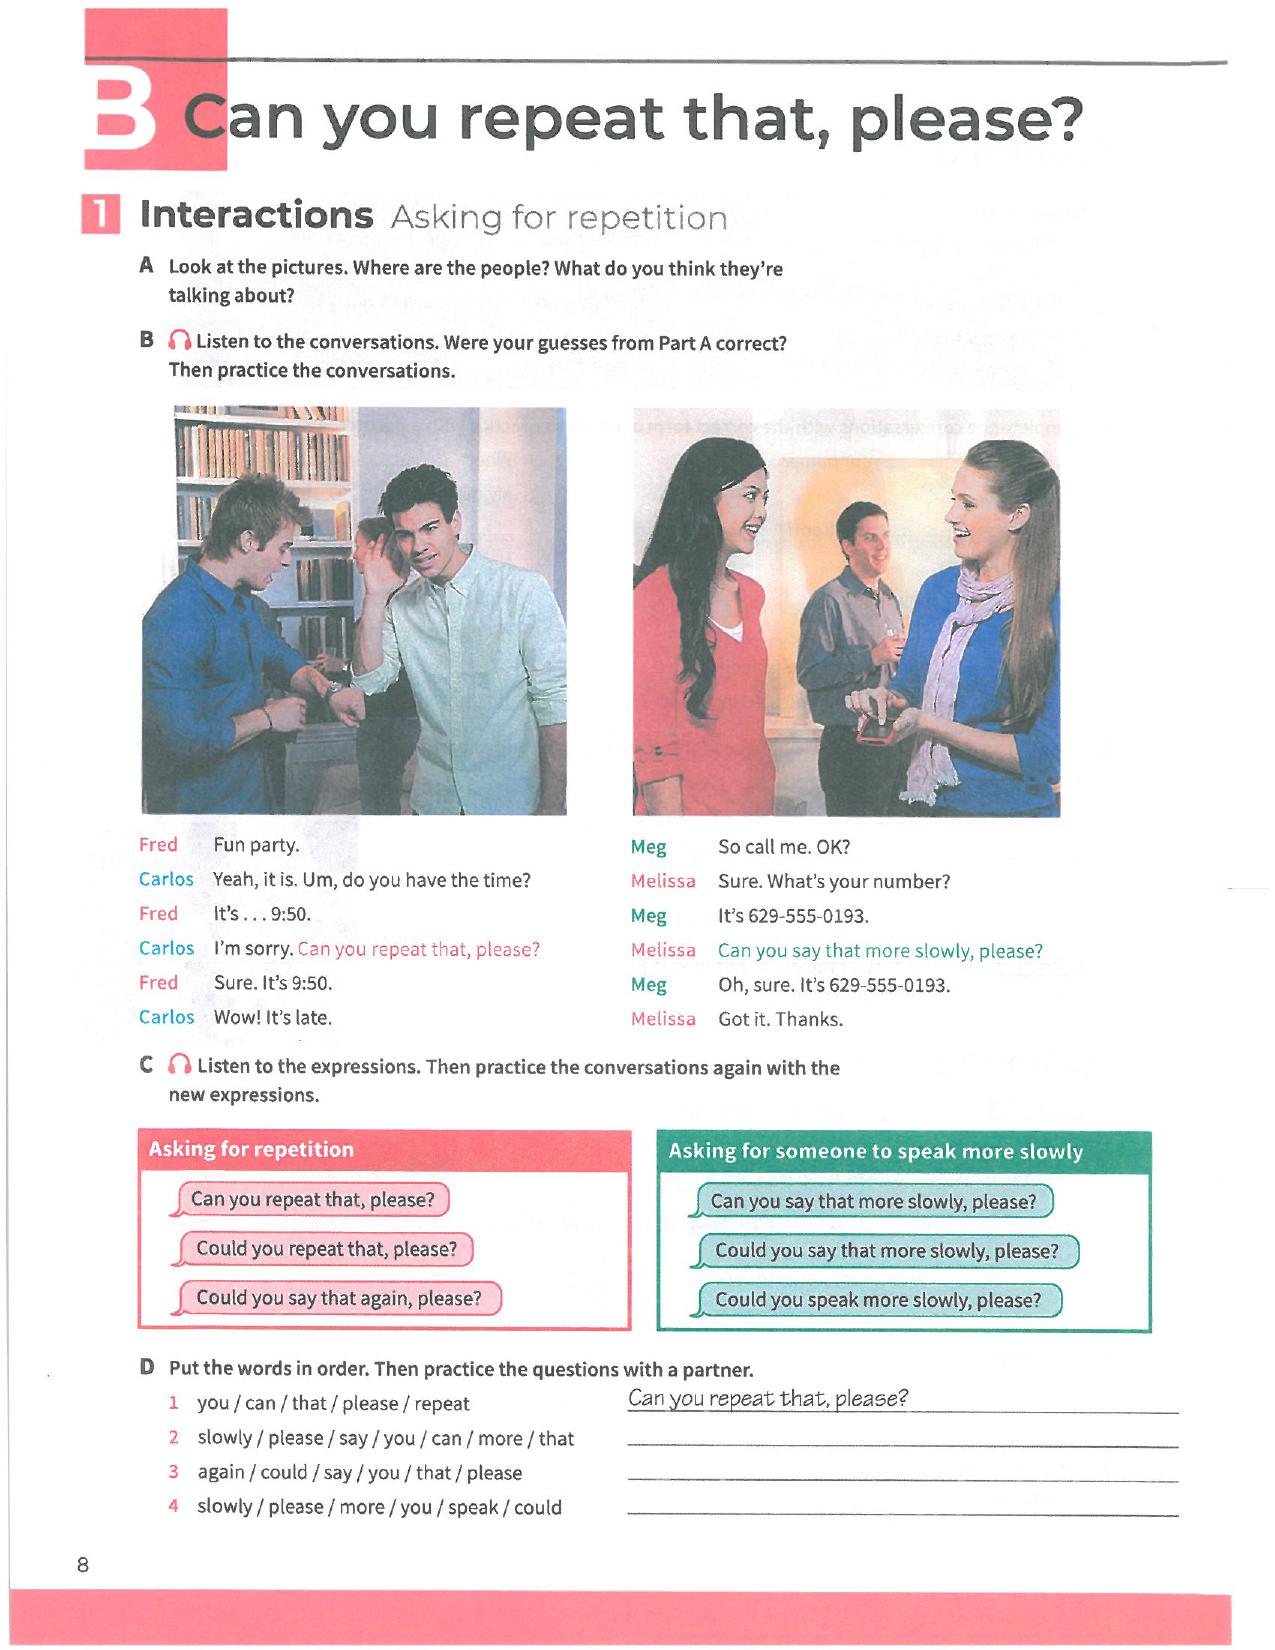 B Can you repeat that, please?
1 Interactions Asking for repetition
A Look at the pictures. Where are the people? What do you think they're
talking about?
B Listen to the conversations. Were your guesses from Part A correct?
Then practice the conversations.
Fred Fun party.
Carlos Yeah, it is. Um, do you have the time?
Fred It's . . . 9:50.
Carlos I'm sorry. Can you repeat that, please?
Fred Sure. It's 9:50.
Carlos Wow! It's late.
Meg So call me. OK?
Melissa Sure. What's your number?
Meg It's 629-555-0193.
Melissa Can you say that more slowly, please?
Meg Oh, sure. It's 629-555-0193.
Melissa Got it. Thanks.
C Listen to the expressions. Then practice the conversations again with the
new expressions.
Asking for repetition
Can you repeat that, please?
Could you repeat that, please?
Could you say that again, please?
Asking for someone to speak more slowly
Can you say that more slowly, please?
Could you say that more slowly, please?
Could you speak more slowly, please?
D Put the words in order. Then practice the questions with a partner.
1 you / can / that / please / repeat Can you repeat that, please?
2 slowly / please / say / you / can / more / that
3 again / could / say / you / that / please
4 slowly / please / more / you / speak / could
8